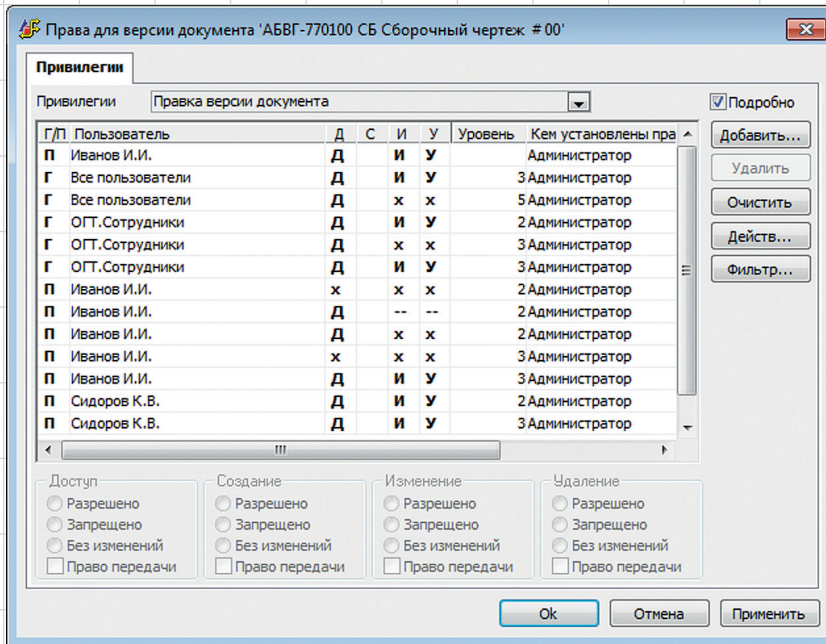 Права для версии документа 'АБВГ-770100 СБ Сборочный чертеж # 00'
Привилегии
Привилегии Правка версии документа Подробно
Г/П Пользователь Д С И У Уровень Кем установлены пра
П Иванов И.И. Д И У Администратор
Г Все пользователи Д И У 3 Администратор
Г Все пользователи Д x x 5 Администратор
Г ОГТ.Сотрудники Д И У 2 Администратор
Г ОГТ.Сотрудники Д x x 3 Администратор
Г ОГТ.Сотрудники Д И У 3 Администратор
П Иванов И.И. x x x 2 Администратор
П Иванов И.И. Д -- -- 2 Администратор
П Иванов И.И. Д x x 2 Администратор
П Иванов И.И. x x x 3 Администратор
П Иванов И.И. Д И У 3 Администратор
П Сидоров К.В. Д И У 2 Администратор
П Сидоров К.В. Д И У 3 Администратор
Добавить...
Удалить
Очистить
Действ...
Фильтр...
Доступ Создание Изменение Удаление
Разрешено Разрешено Разрешено Разрешено
Запрещено Запрещено Запрещено Запрещено
Без изменений Без изменений Без изменений Без изменений
Право передачи Право передачи Право передачи Право передачи
Ok Отмена Применить